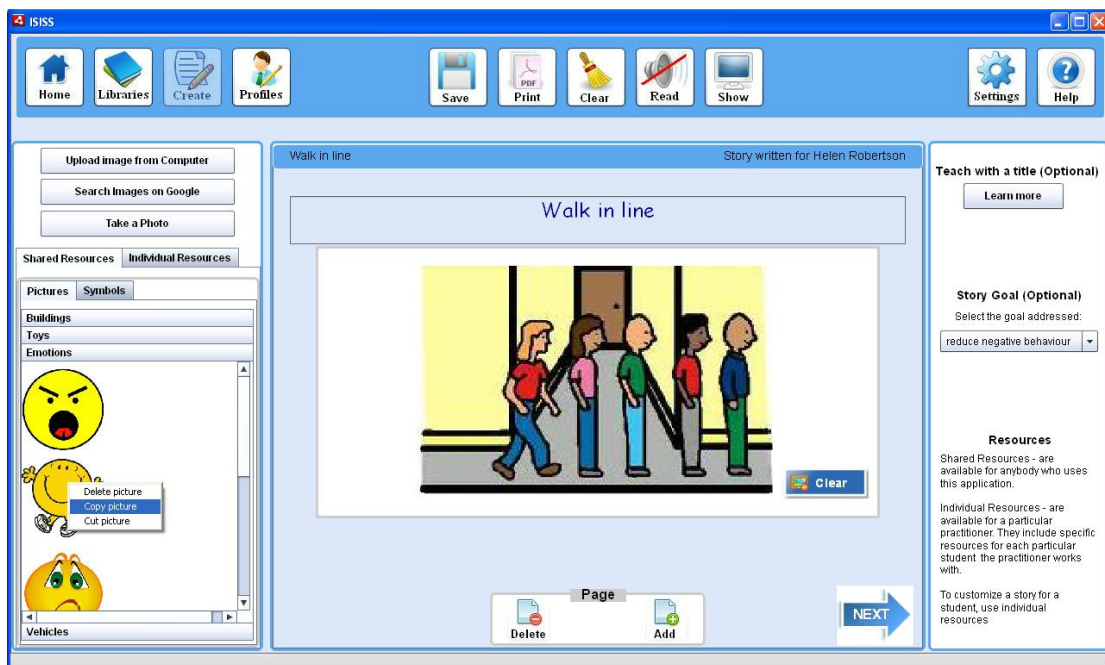 ISISS
Home
Libraries
Create
Profiles
Save
PDF
Print
Clear
Read
Show
Settings
Help
Upload image from Computer
Search Images on Google
Take a Photo
Shared Resources
Individual Resources
Pictures
Symbols
Buildings
Toys
Emotions
Delete picture
Copy picture
Cut picture
Vehicles
Walk in line
Story written for Helen Robertson
Walk in line
Clear
Page
Delete
Add
NEXT
Teach with a title (Optional)
Learn more
Story Goal (Optional)
Select the goal addressed:
reduce negative behaviour
Resources
Shared Resources - are
available for anybody who uses
this application.
Individual Resources - are
available for a particular
practitioner. They include specific
resources for each particular
student the practitioner works
with.
To customize a story for a
student, use individual
resources